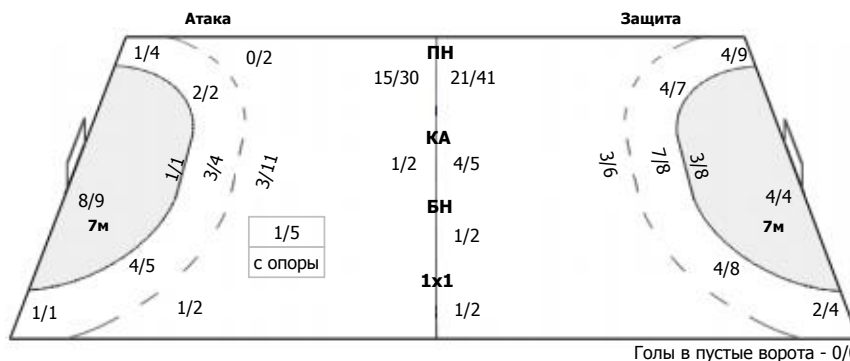 Атака Защита
1/4 0/2 ПН 4/9
15/30 21/41
2/2 4/7
КА
1/1 3/4 3/11 1/2 4/5 3/6 7/8 3/8
8/9 4/4
7м БН 7м
1/5 1/2
с опоры
4/5 4/8
1x1
1/1 1/2 1/2 2/4
Голы в пустые ворота - 0/